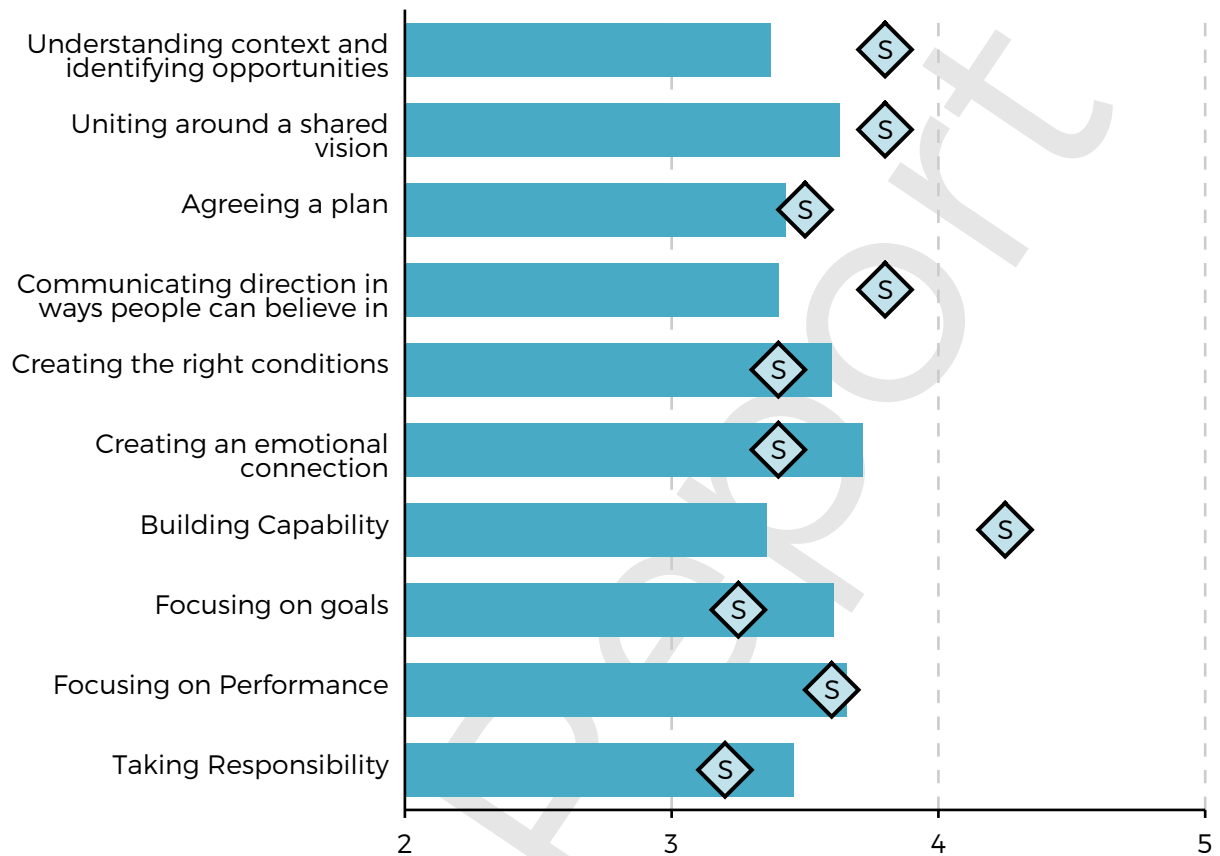 Understanding context and
identifying opportunities
S
Uniting around a shared
vision
S
Agreeing a plan
S
Communicating direction in
ways people can believe in
S
Creating the right conditions
S
Creating an emotional
connection
S
Building Capability
S
Focusing on goals
S
Focusing on Performance
S
Taking Responsibility
S
2 3 4 5
Report